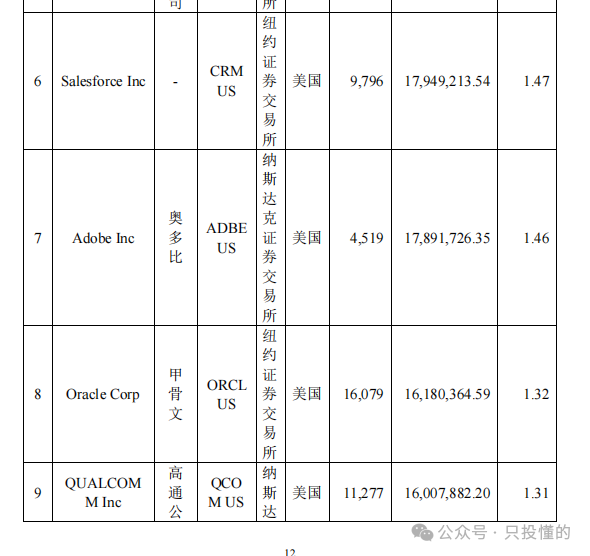 司
所
6 Salesforce Inc - CRM US 纽约证券交易所 美国 9,796 17,949,213.54 1.47
7 Adobe Inc 奥多比 ADBE US 纳斯达克证券交易所 美国 4,519 17,891,726.35 1.46
8 Oracle Corp 甲骨文 ORCL US 纽约证券交易所 美国 16,079 16,180,364.59 1.32
9 QUALCOMM Inc 高通公 QCOM US 纳斯达 美国 11,277 16,007,882.20 1.31
公众号 · 只投懂的
12